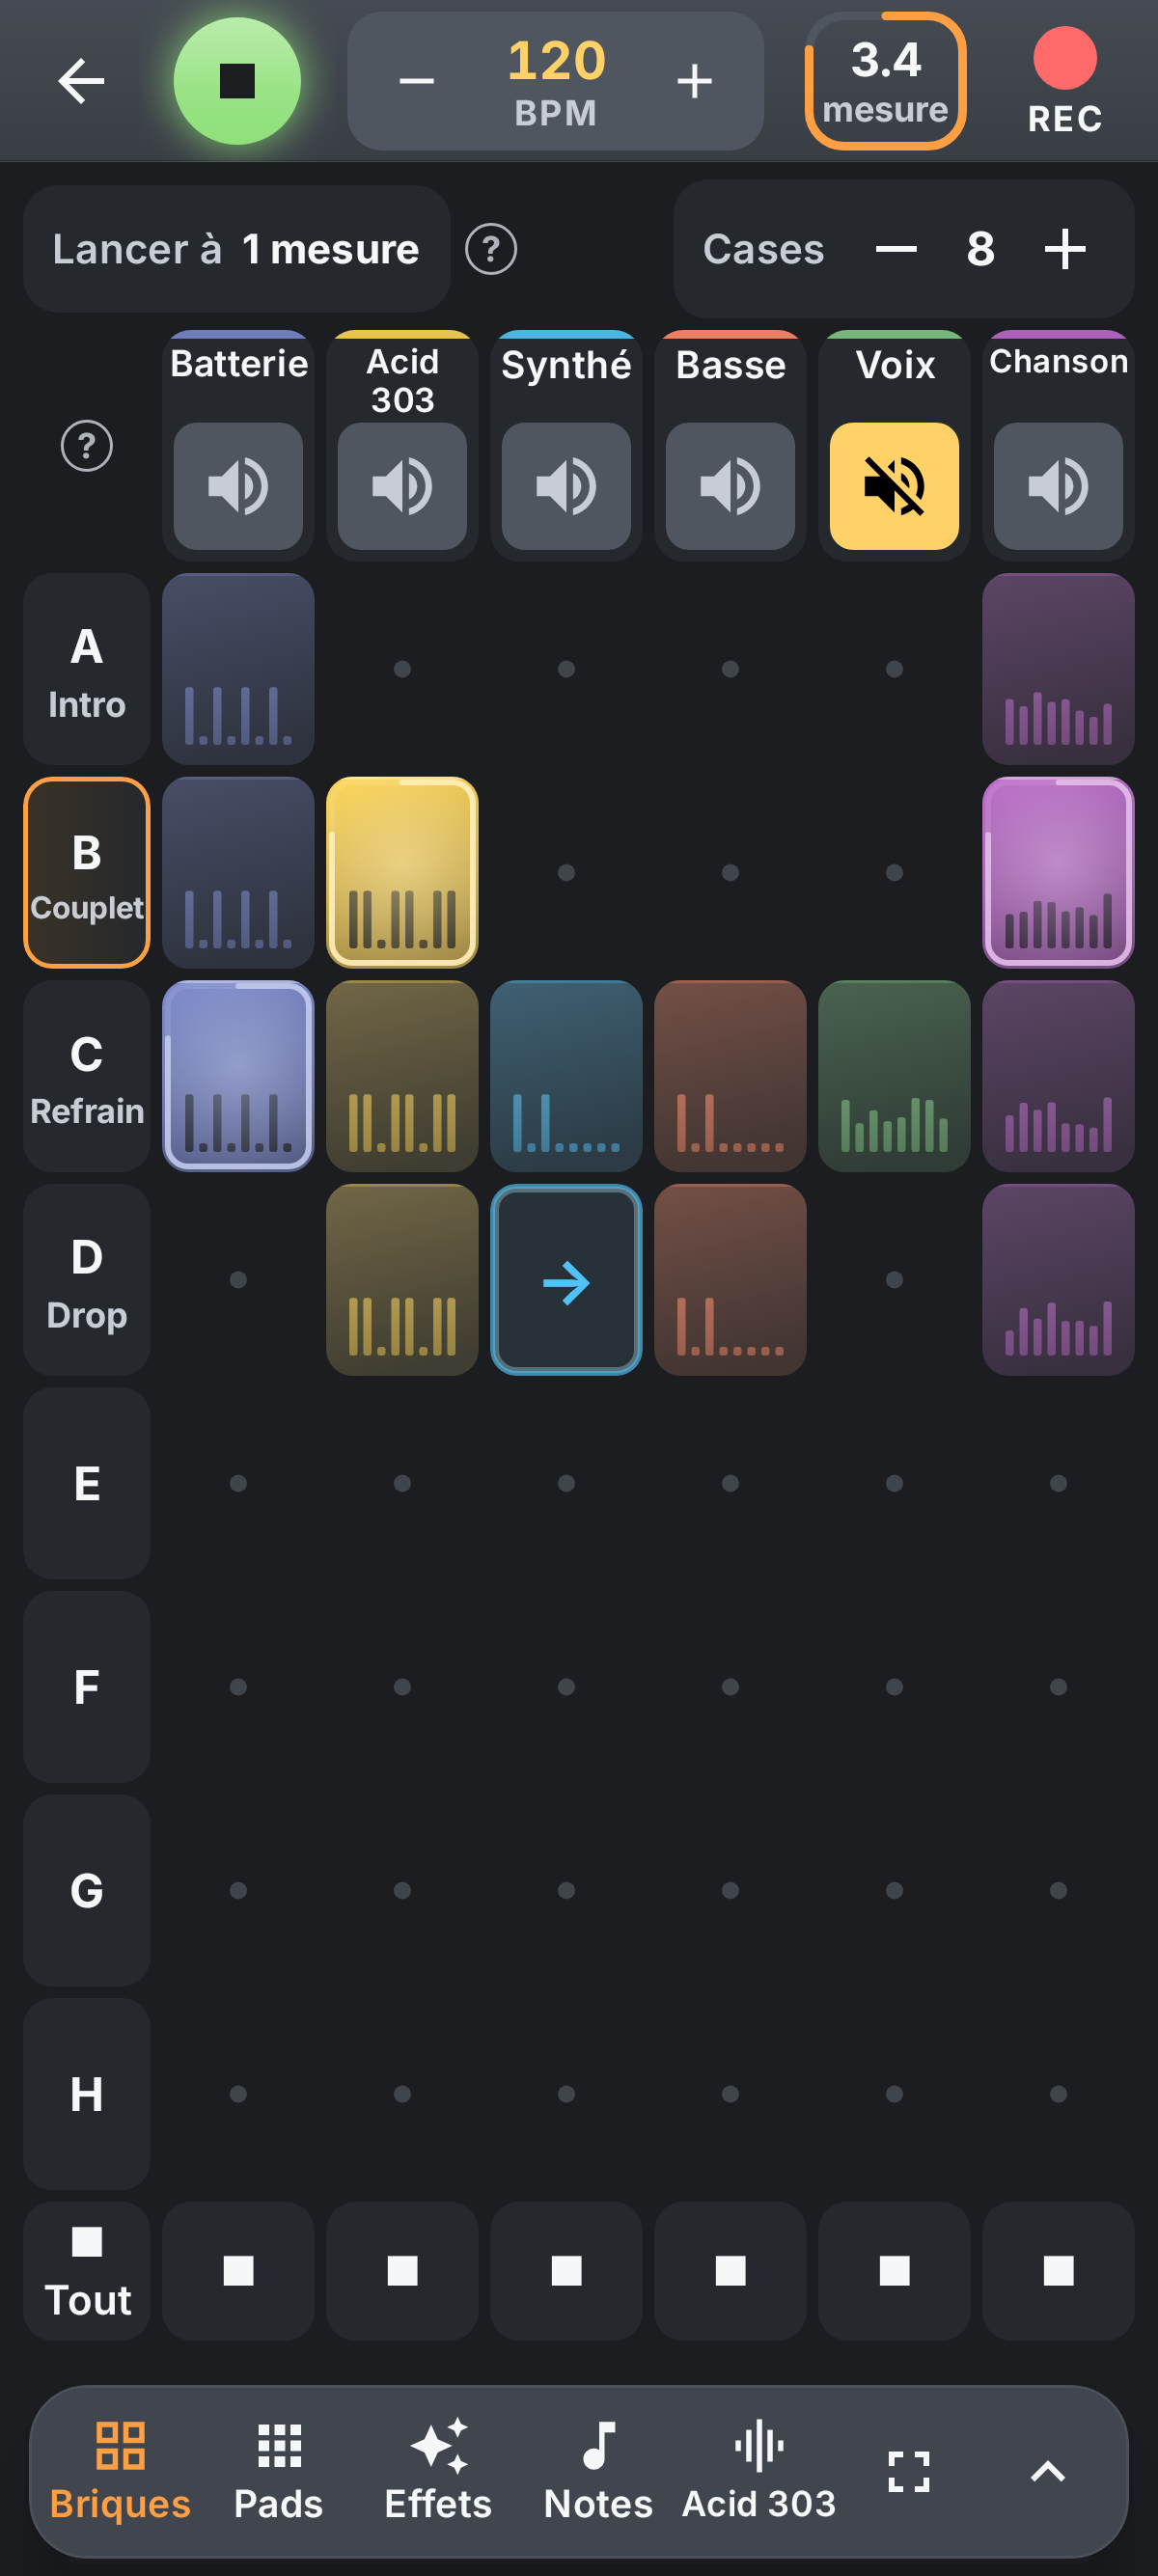 120
BPM
3.4
mesure
REC
Lancer à 1 mesure
?
Cases
8
?
Batterie
Acid
303
Synthé
Basse
Voix
Chanson
A
Intro
B
Couplet
C
Refrain
D
Drop
E
F
G
H
Tout
Briques
Pads
Effets
Notes
Acid 303